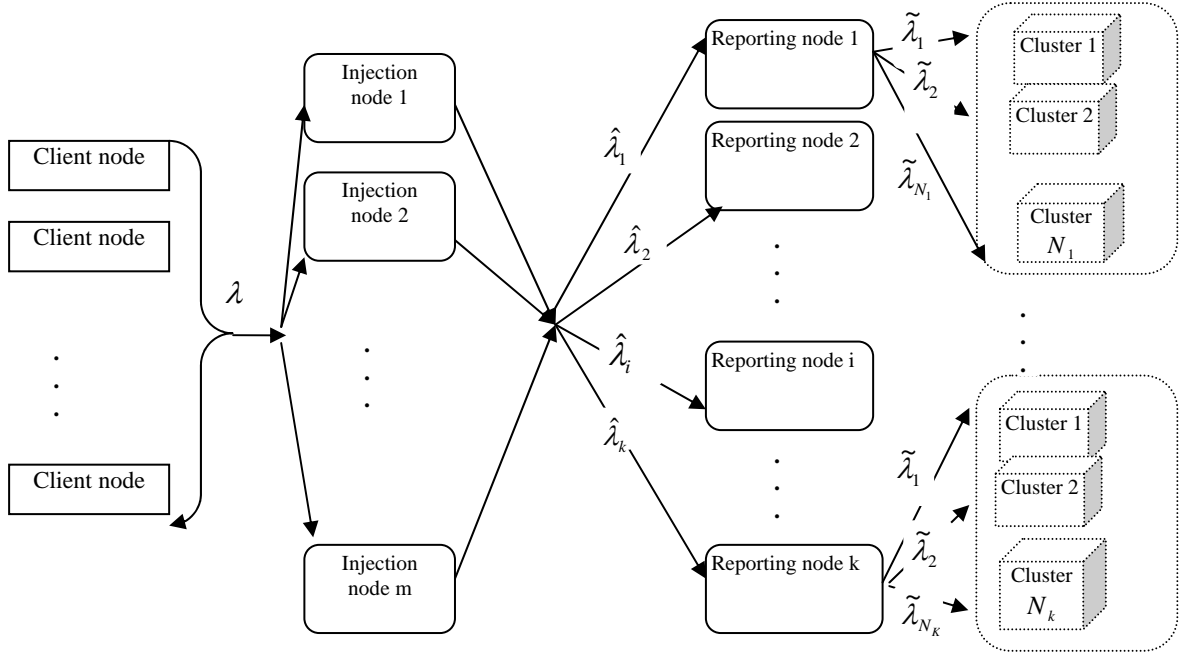 Client node
Client node
Client node
λ
Injection
node 1
Injection
node 2
Injection
node m
λ̂₁
λ̂₂
λ̂ᵢ
λ̂ₖ
Reporting node 1
Reporting node 2
Reporting node i
Reporting node k
λ̃₁
λ̃₂
λ̃_{N₁}
Cluster 1
Cluster 2
Cluster
N₁
λ̃₁
λ̃₂
λ̃_{N_K}
Cluster 1
Cluster 2
Cluster
Nₖ